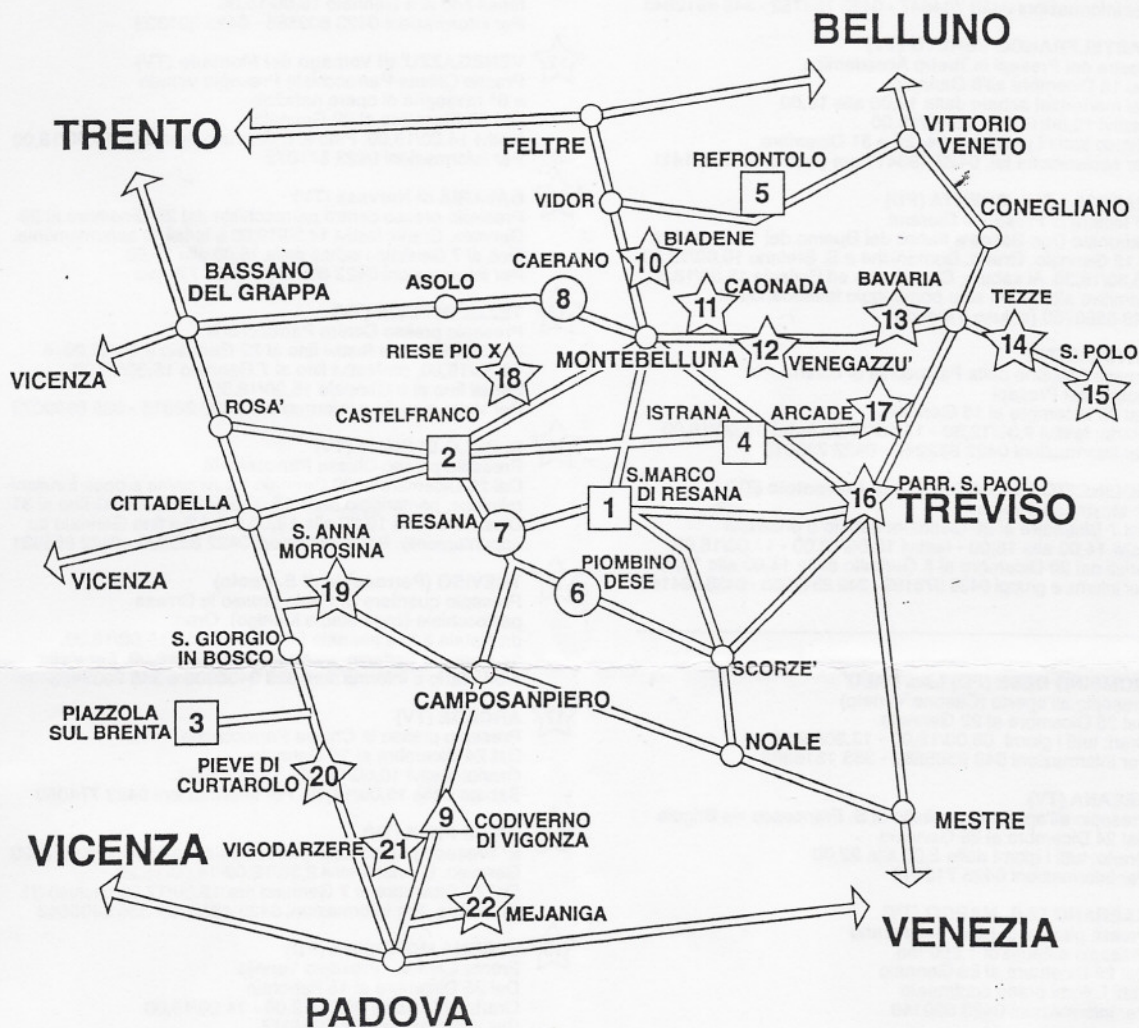 BELLUNO
TRENTO
FELTRE
VITTORIO
VENETO
REFRONTOLO
5
VIDOR
CONEGLIANO
BIADENE
10
BASSANO
DEL GRAPPA
ASOLO
CAERANO
8
11
CAONADA
BAVARIA
13
TEZZE
14
S. POLO
15
VICENZA
RIESE PIO X
18
MONTEBELLUNA
12
VENEGAZZU'
ROSA'
CASTELFRANCO
2
ISTRANA
4
ARCADE
17
CITTADELLA
RESANA
7
S.MARCO
DI RESANA
1
16
PARR. S. PAOLO
TREVISO
VICENZA
S. ANNA
MOROSINA
19
PIOMBINO
DESE
6
S. GIORGIO
IN BOSCO
SCORZE'
CAMPOSANPIERO
PIAZZOLA
SUL BRENTA
3
NOALE
PIEVE DI
CURTAROLO
20
9
CODIVERNO
DI VIGONZA
MESTRE
VICENZA
VIGODARZERE
21
22
MEJANIGA
VENEZIA
PADOVA